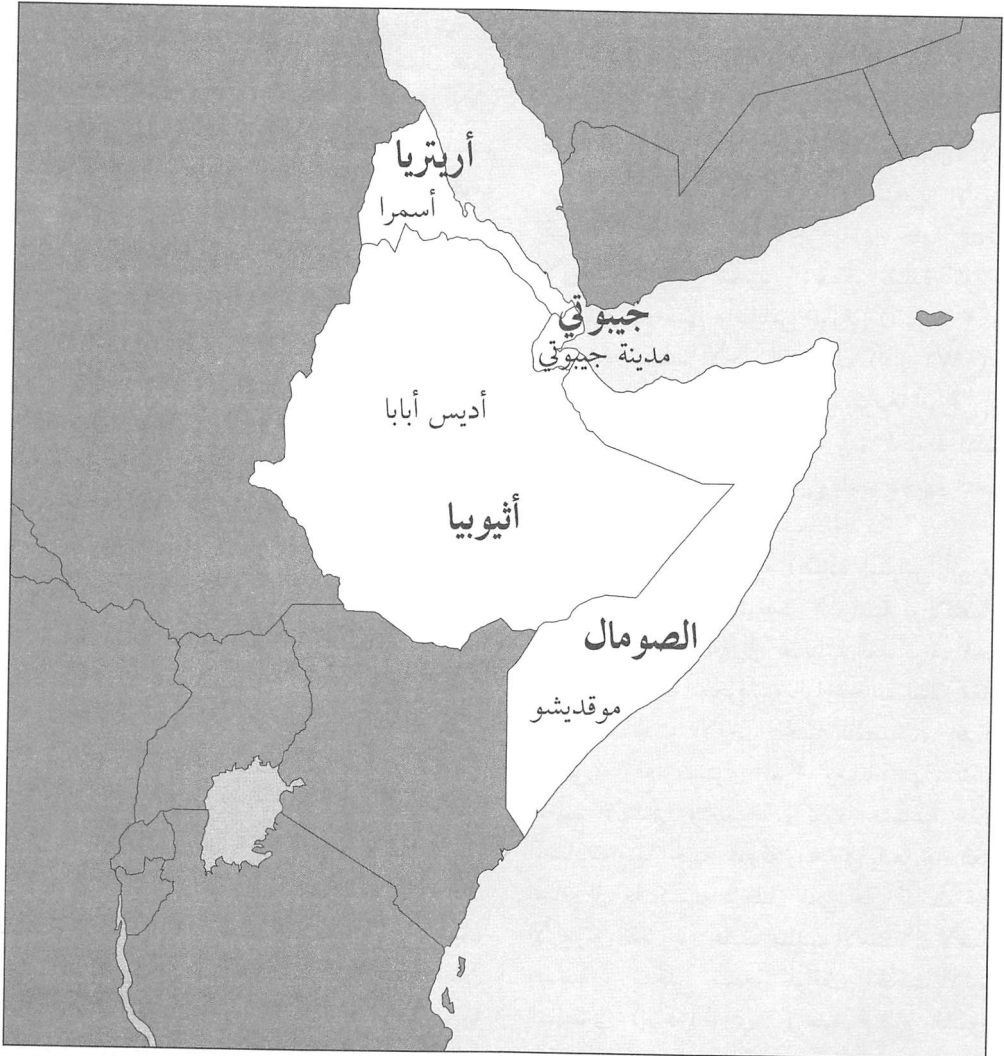 أريتريا
أسمرا
جيبوتي
مدينة جيبوتي
أديس أبابا
أثيوبيا
الصومال
موقديشو